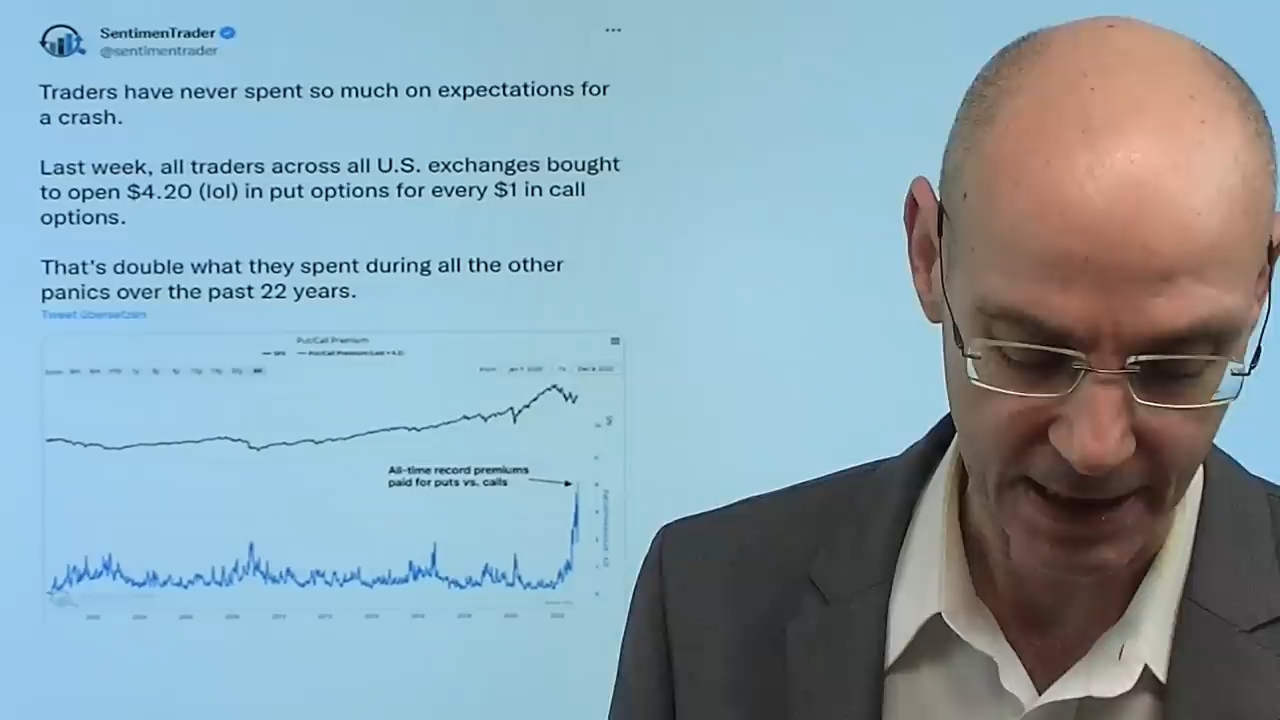 SentimenTrader
@sentimentrader
Traders have never spent so much on expectations for
a crash.
Last week, all traders across all U.S. exchanges bought
to open $4.20 (lol) in put options for every $1 in call
options.
That's double what they spent during all the other
panics over the past 22 years.
Tweet übersetzen
Put/Call Premium
All-time record premiums
paid for puts vs. calls